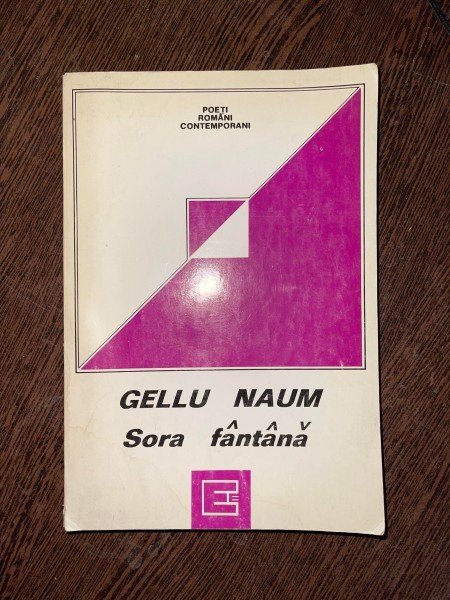 POEȚI
ROMÂNI
CONTEMPORANI
GELLU NAUM
Sora fântână
E E